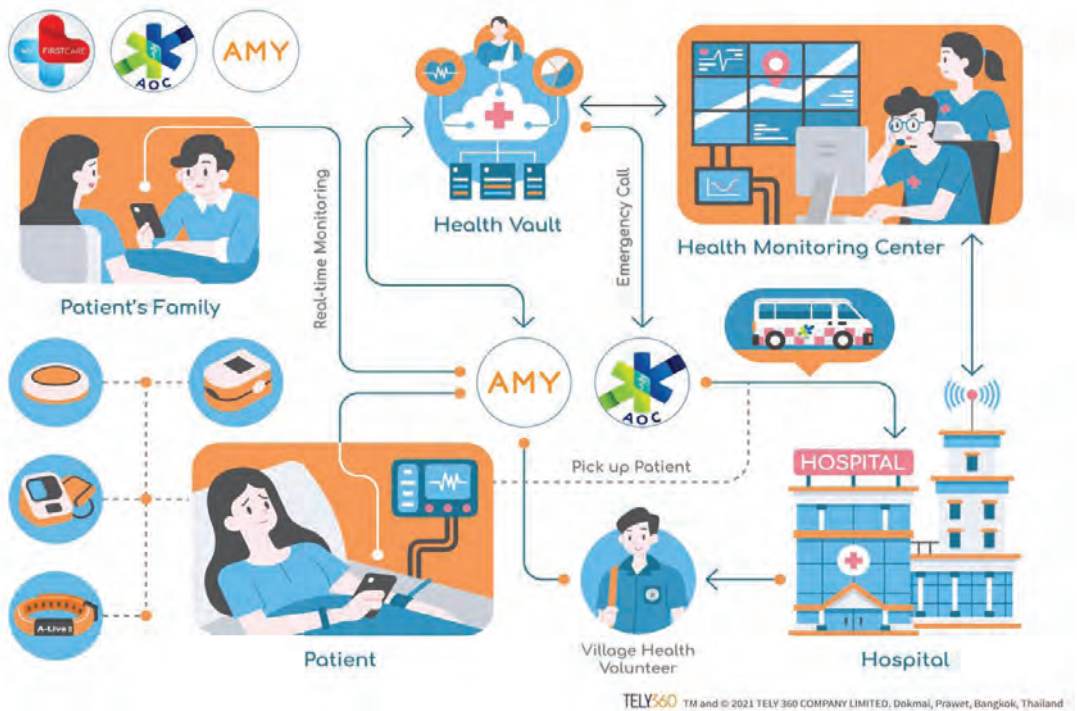 FIRSTCARE
AOC
AMY
Health Vault
Health Monitoring Center
Patient's Family
Real-time Monitoring
Emergency Call
AMY
AOC
Pick up Patient
HOSPITAL
A-Live
Patient
Village Health
Volunteer
Hospital
TELY360 TM and © 2021 TELY 360 COMPANY LIMITED. Dokmai, Prawet, Bangkok, Thailand